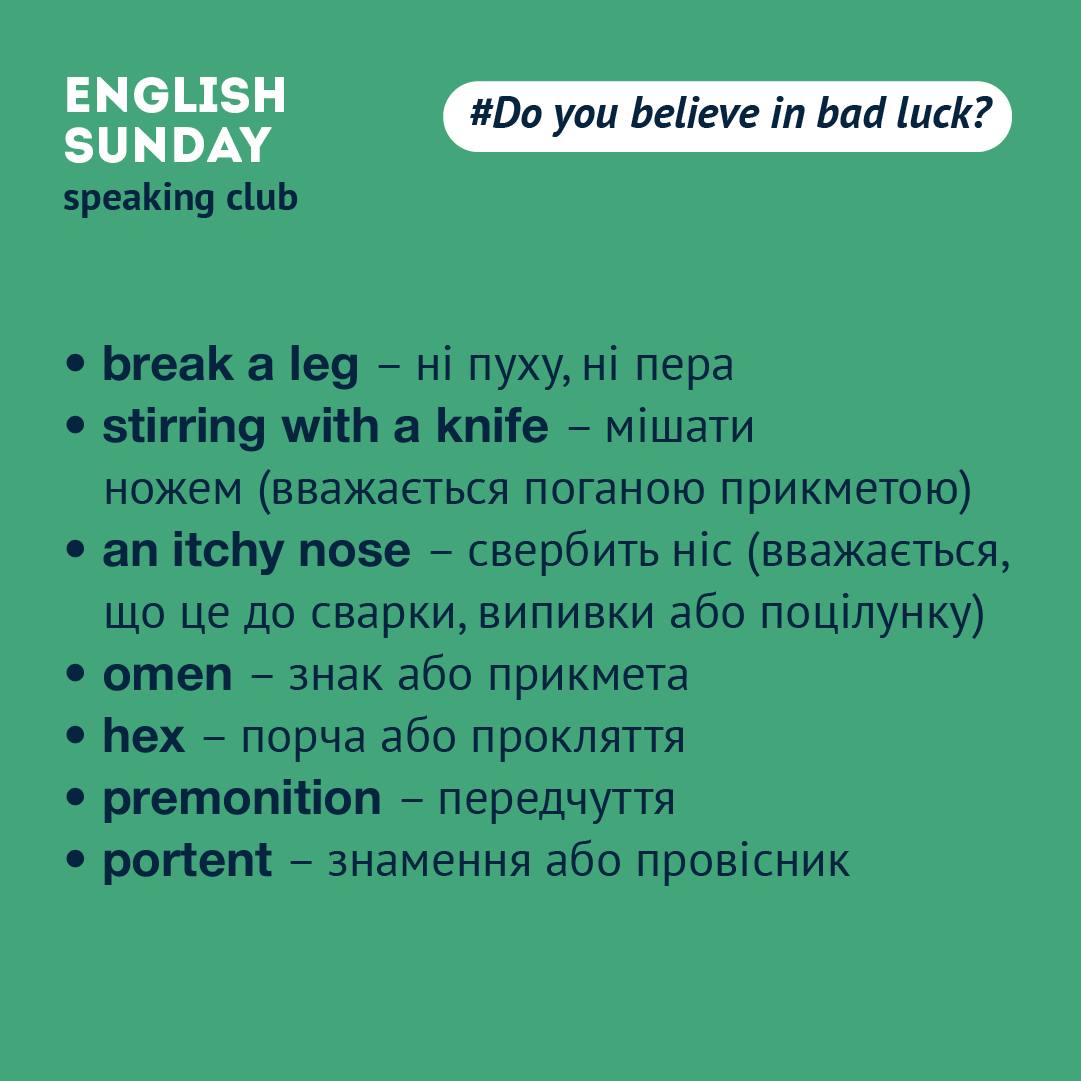 ENGLISH
SUNDAY
speaking club
#Do you believe in bad luck?
• break a leg – ні пуху, ні пера
• stirring with a knife – мішати
ножем (вважається поганою прикметою)
• an itchy nose – свербить ніс (вважається,
що це до сварки, випивки або поцілунку)
• omen – знак або прикмета
• hex – порча або прокляття
• premonition – передчуття
• portent – знамення або провісник